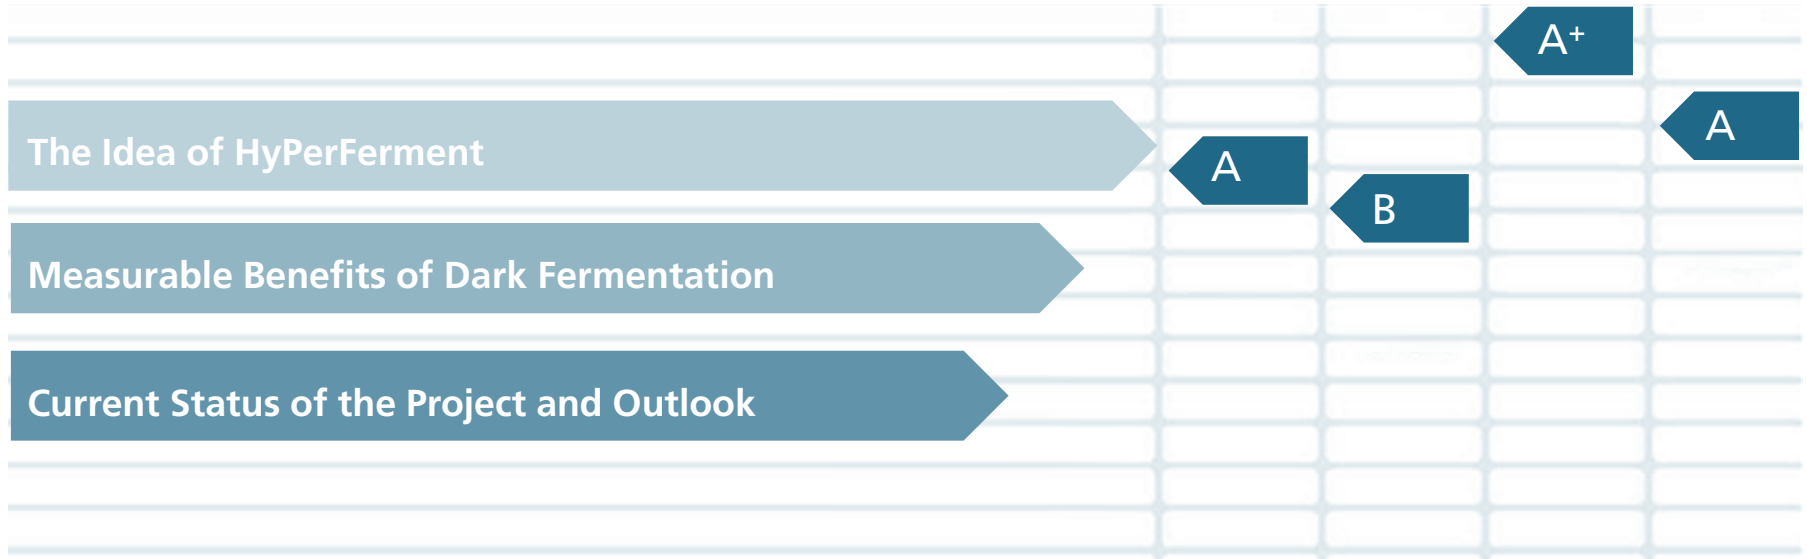 A⁺
A
The Idea of HyPerFerment
A
B
Measurable Benefits of Dark Fermentation
Current Status of the Project and Outlook